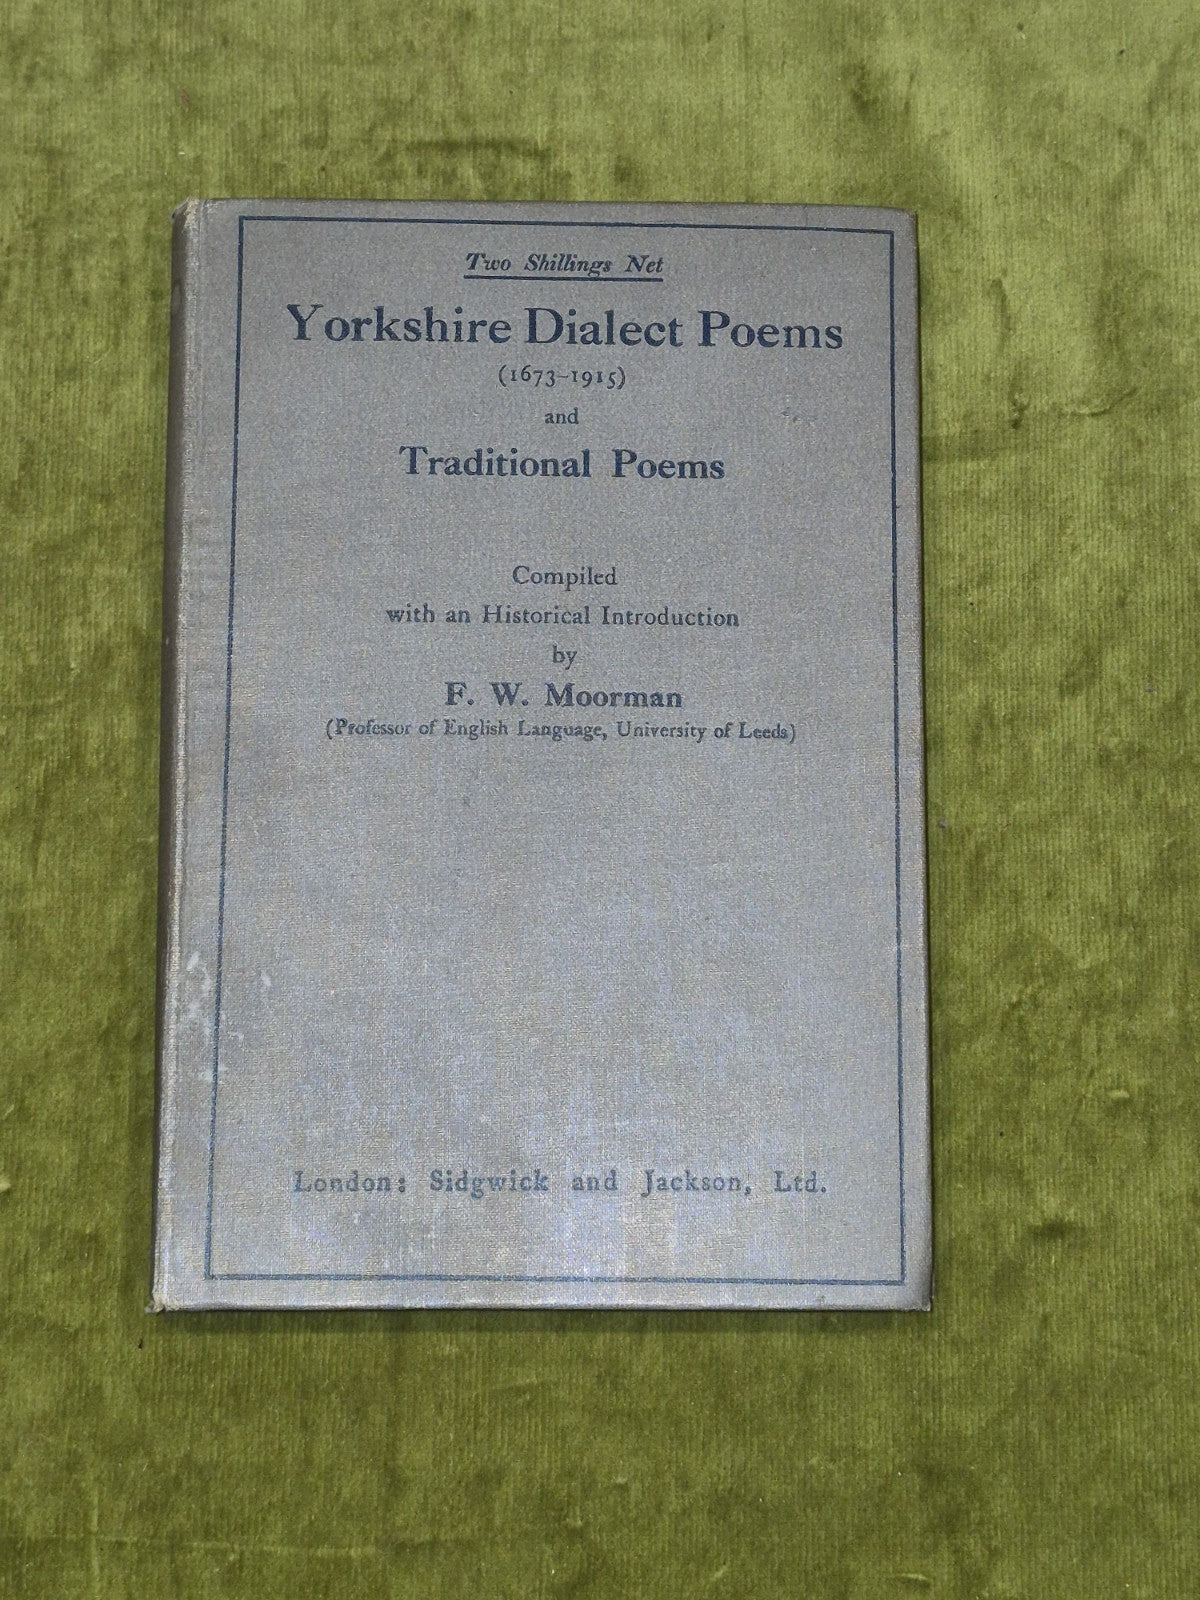 Two Shillings Net
Yorkshire Dialect Poems
(1673-1915)
and
Traditional Poems
Compiled
with an Historical Introduction
by
F. W. Moorman
(Professor of English Language, University of Leeds)
London: Sidgwick and Jackson, Ltd.